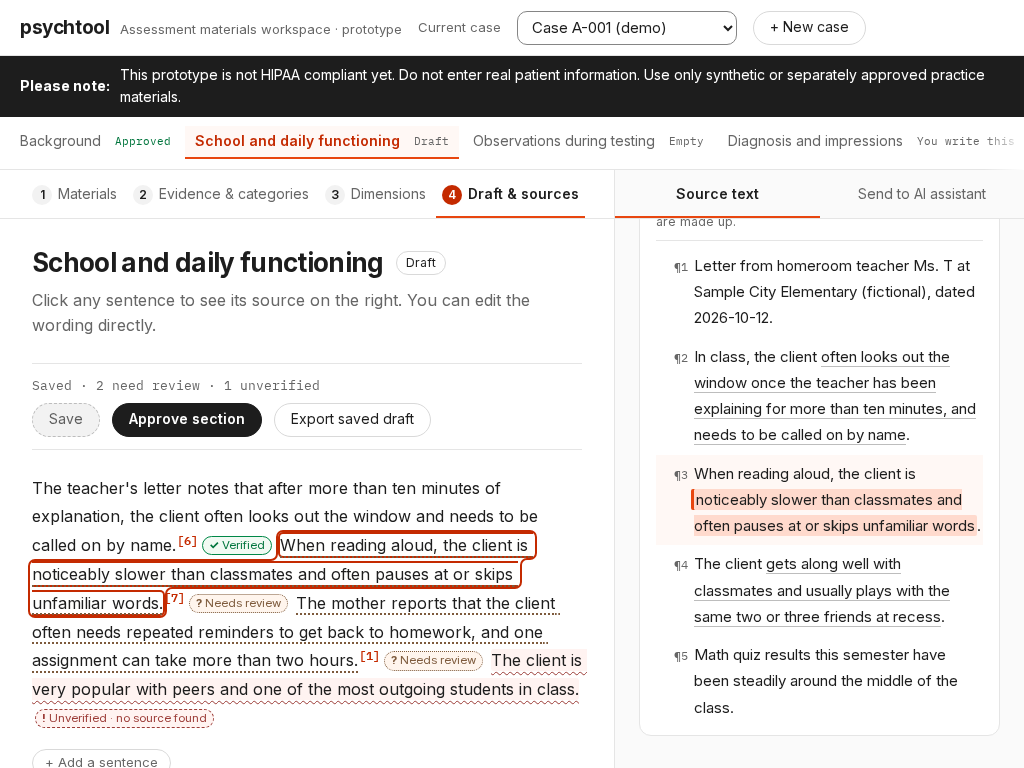 psychtool Assessment materials workspace · prototype Current case Case A-001 (demo) + New case
Please note: This prototype is not HIPAA compliant yet. Do not enter real patient information. Use only synthetic or separately approved practice
materials.
Background Approved School and daily functioning Draft Observations during testing Empty Diagnosis and impressions You write this
1 Materials 2 Evidence & categories 3 Dimensions 4 Draft & sources
School and daily functioning Draft
Click any sentence to see its source on the right. You can edit the
wording directly.
Saved · 2 need review · 1 unverified
Save Approve section Export saved draft
The teacher's letter notes that after more than ten minutes of
explanation, the client often looks out the window and needs to be
called on by name. [6] ✓ Verified When reading aloud, the client is
noticeably slower than classmates and often pauses at or skips
unfamiliar words. [7] ? Needs review The mother reports that the client
often needs repeated reminders to get back to homework, and one
assignment can take more than two hours. [1] ? Needs review The client is
very popular with peers and one of the most outgoing students in class.
! Unverified · no source found
+ Add a sentence
Source text Send to AI assistant
are made up.
¶1 Letter from homeroom teacher Ms. T at
Sample City Elementary (fictional), dated
2026-10-12.
¶2 In class, the client often looks out the
window once the teacher has been
explaining for more than ten minutes, and
needs to be called on by name.
¶3 When reading aloud, the client is
noticeably slower than classmates and
often pauses at or skips unfamiliar words.
¶4 The client gets along well with
classmates and usually plays with the
same two or three friends at recess.
¶5 Math quiz results this semester have
been steadily around the middle of the
class.